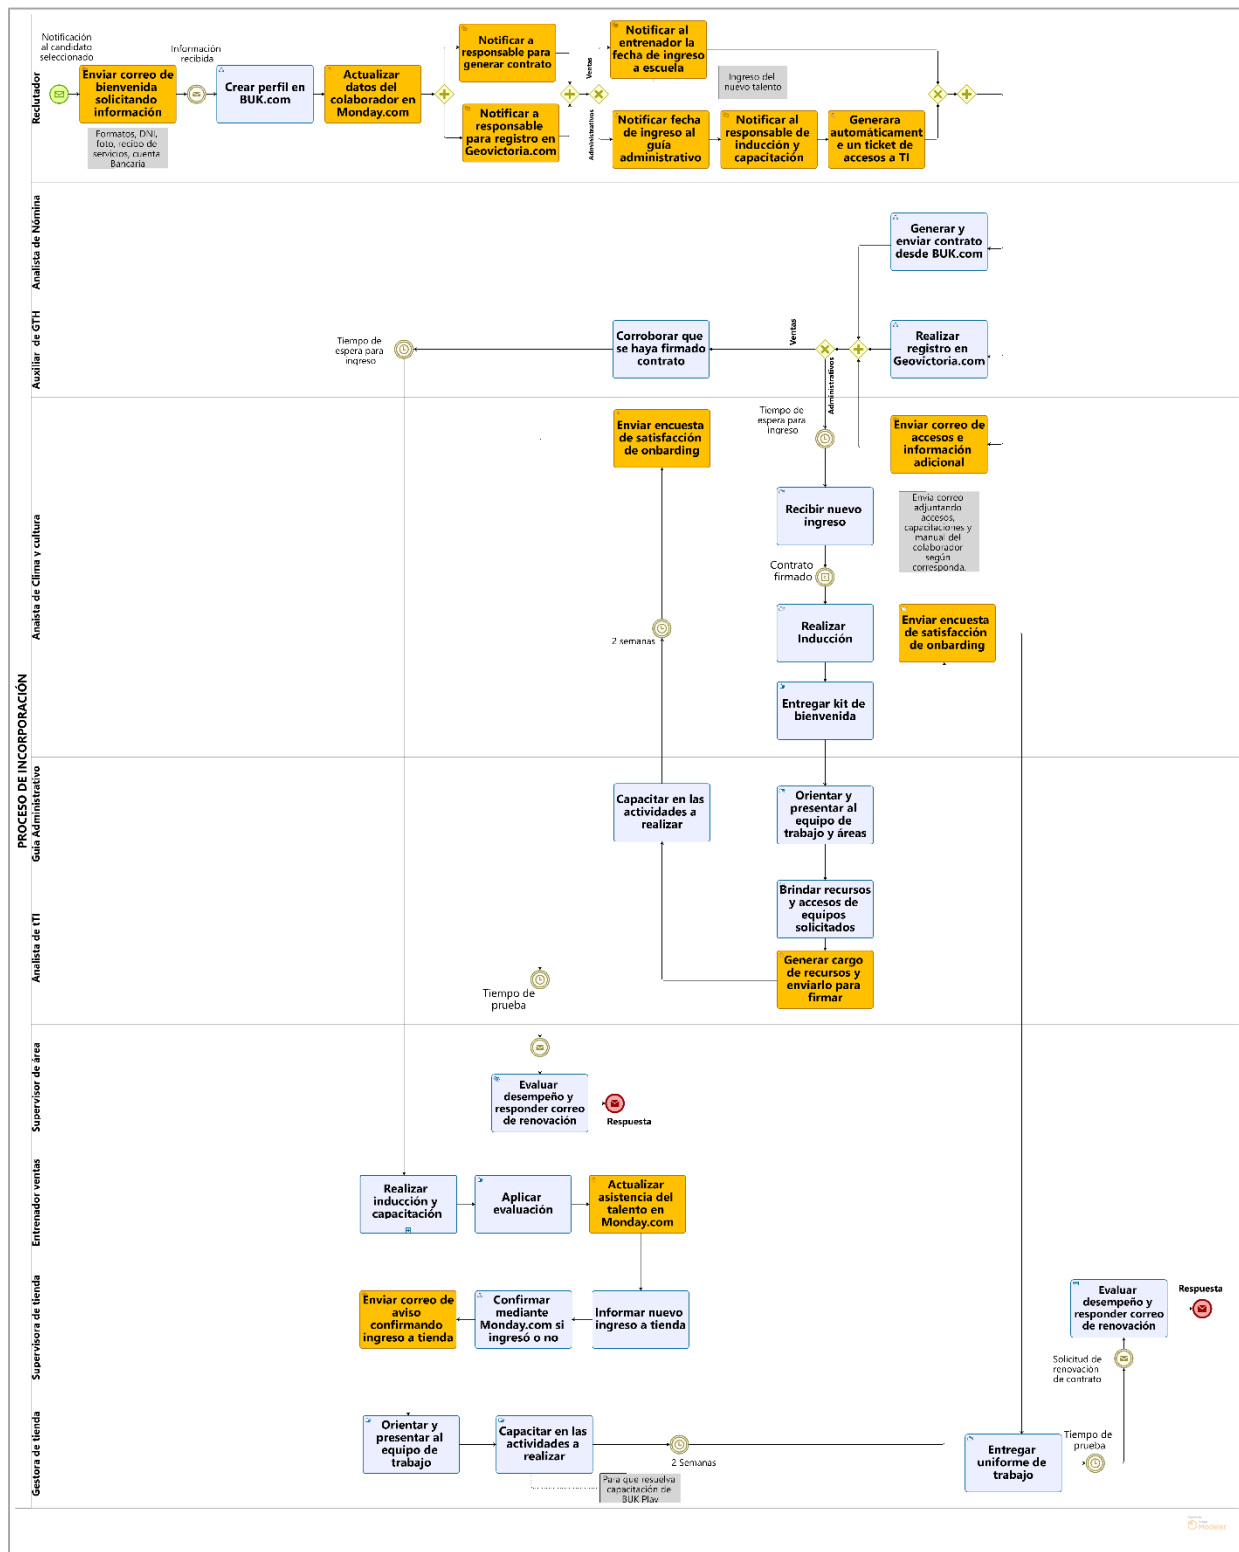 PROCESO DE INCORPORACIÓN
Reclutador
Notificación
al candidato
seleccionado
Enviar correo de
bienvenida
solicitando
información
Formatos, DNI,
foto, recibo de
servicios, cuenta
Bancaria
Información
recibida
Crear perfil en
BUK.com
Actualizar
datos del
colaborador en
Monday.com
Notificar a
responsable para
generar contrato
Notificar a
responsable
para registro en
Geovictoria.com
Ventas
Administrativos
Notificar al
entrenador la
fecha de ingreso
a escuela
Ingreso del
nuevo talento
Notificar fecha
de ingreso al
guía
administrativo
Notificar al
responsable de
inducción y
capacitación
Generara
automáticament
e un ticket de
accesos a TI
Analista de Nómina
Generar y
enviar contrato
desde BUK.com
Auxiliar de GTH
Tiempo de
espera para
ingreso
Corroborar que
se haya firmado
contrato
Ventas
Administrativos
Realizar
registro en
Geovictoria.com
Anaista de Clima y cultura
Enviar encuesta
de satisfacción
de onbarding
Tiempo de
espera para
ingreso
Enviar correo de
accesos e
información
adicional
Recibir nuevo
ingreso
Envia correo
adjuntando
accesos,
capacitaciones y
manual del
colaborador
según
corresponda.
Contrato
firmado
2 semanas
Realizar
Inducción
Enviar encuesta
de satisfacción
de onbarding
Entregar kit de
bienvenida
Guia Administrativo
Capacitar en las
actividades a
realizar
Orientar y
presentar al
equipo de
trabajo y áreas
Analista de tTI
Brindar recursos
y accesos de
equipos
solicitados
Generar cargo
de recursos y
enviarlo para
firmar
Tiempo de
prueba
Supervisor de área
Evaluar
desempeño y
responder correo
de renovación
Respuesta
Entrenador ventas
Realizar
inducción y
capacitación
Aplicar
evaluación
Actualizar
asistencia del
talento en
Monday.com
Supervisora de tienda
Enviar correo de
aviso
confirmando
ingreso a tienda
Confirmar
mediante
Monday.com si
ingresó o no
Informar nuevo
ingreso a tienda
Evaluar
desempeño y
responder correo
de renovación
Respuesta
Solicitud de
renovación
de contrato
Gestora de tienda
Orientar y
presentar al
equipo de
trabajo
Capacitar en las
actividades a
realizar
2 Semanas
Para que resuelva
capacitación de
BUK Play
Entregar
uniforme de
trabajo
Tiempo de
prueba
Modeler